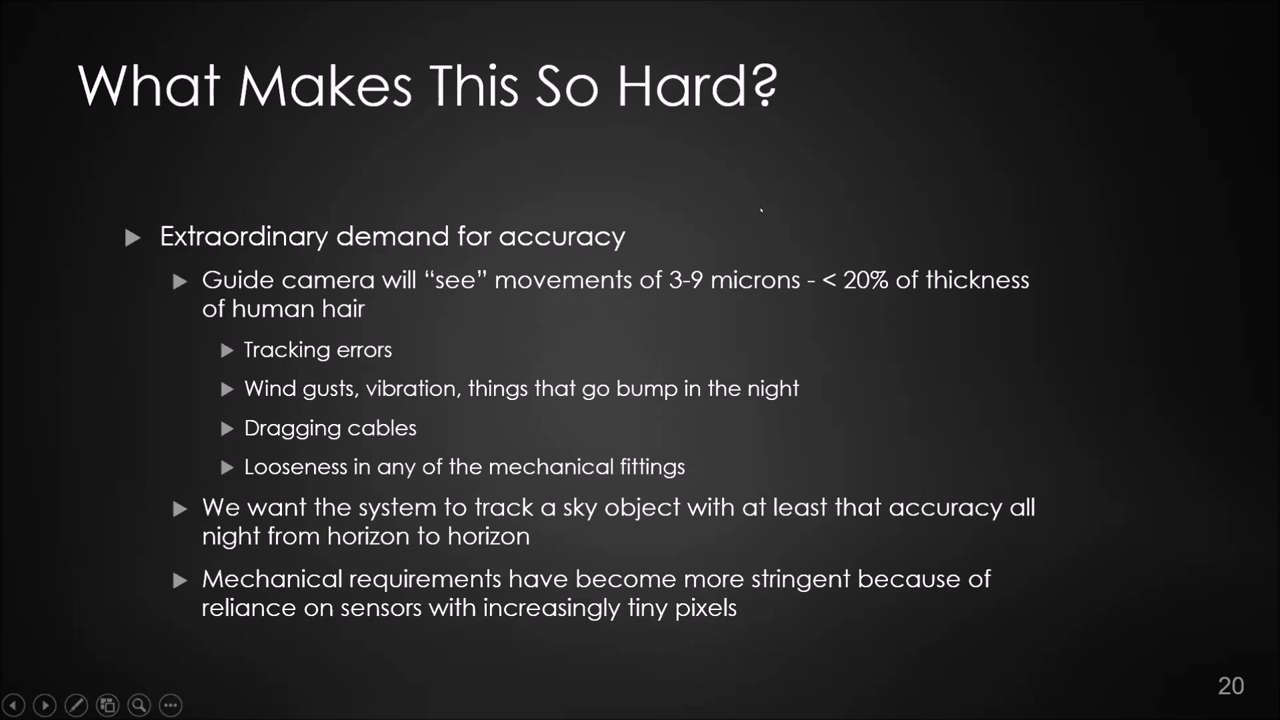 What Makes This So Hard?
Extraordinary demand for accuracy
Guide camera will “see” movements of 3-9 microns - < 20% of thickness
of human hair
Tracking errors
Wind gusts, vibration, things that go bump in the night
Dragging cables
Looseness in any of the mechanical fittings
We want the system to track a sky object with at least that accuracy all
night from horizon to horizon
Mechanical requirements have become more stringent because of
reliance on sensors with increasingly tiny pixels
20